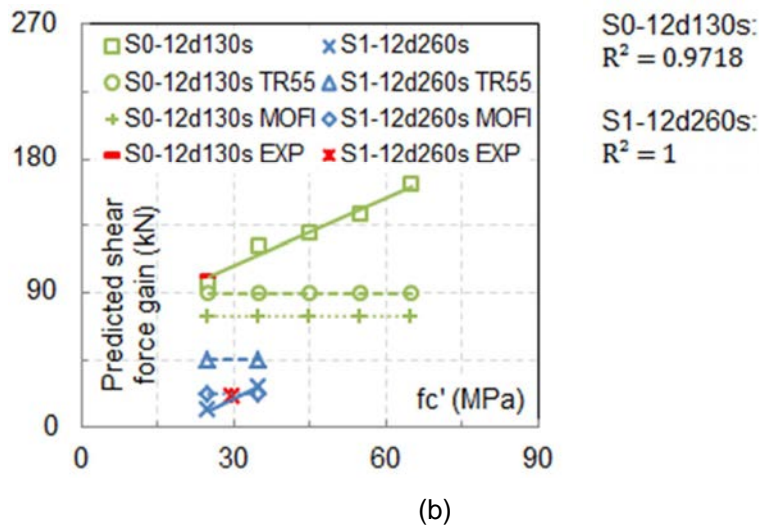 270
180
90
0
Predicted shear
force gain (kN)
S0-12d130s
S1-12d260s
S0-12d130s TR55
S1-12d260s TR55
S0-12d130s MOFI
S1-12d260s MOFI
S0-12d130s EXP
S1-12d260s EXP
fc' (MPa)
0
30
60
90
S0-12d130s:
R² = 0.9718
S1-12d260s:
R² = 1
(b)